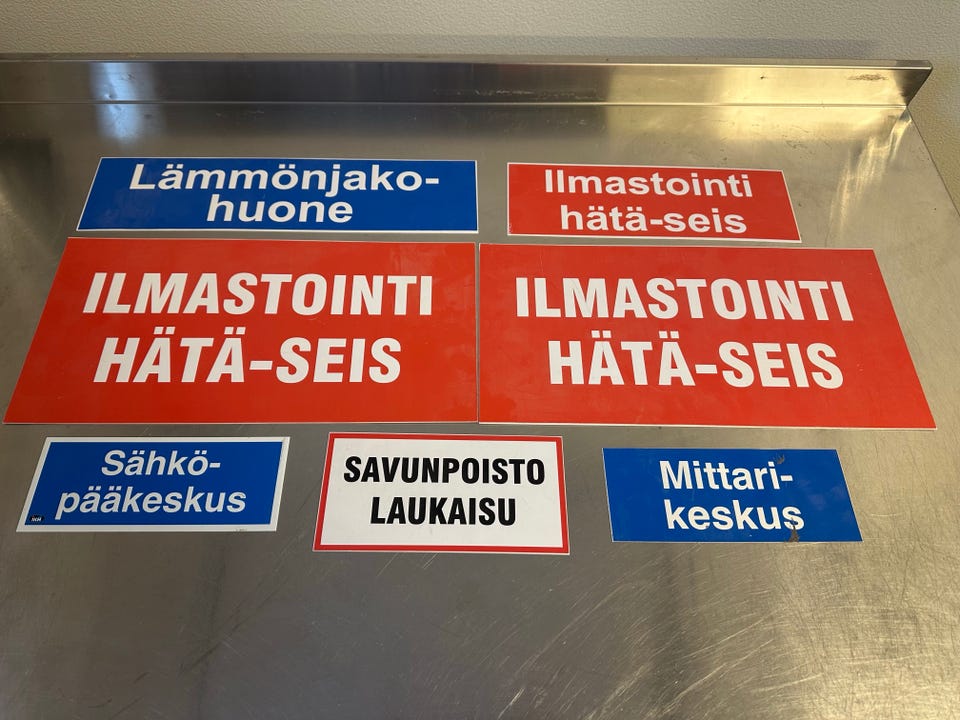 Lämmönjako-
huone
Ilmastointi
hätä-seis
ILMASTOINTI
HÄTÄ-SEIS
ILMASTOINTI
HÄTÄ-SEIS
Sähkö-
pääkeskus
SAVUNPOISTO
LAUKAISU
Mittari-
keskus